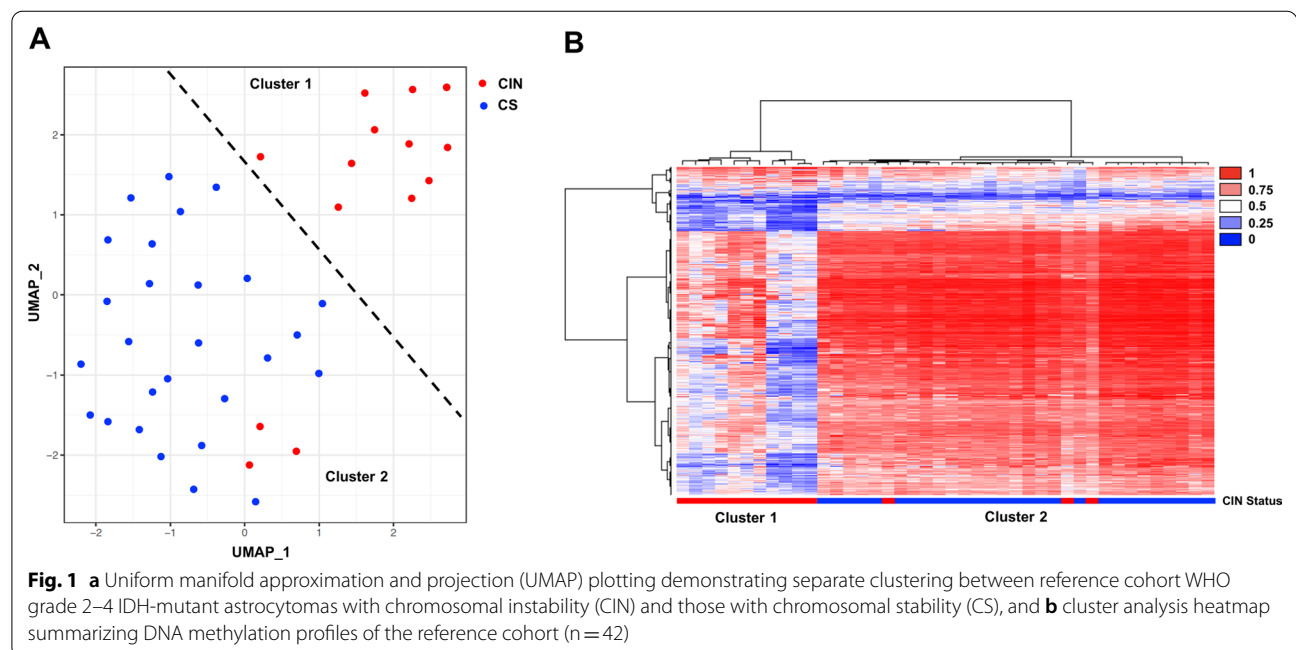 A
B
Cluster 1
CIN
CS
2
1
0
−1
−2
UMAP_2
Cluster 2
−2
−1
0
1
2
UMAP_1
1
0.75
0.5
0.25
0
CIN Status
Cluster 1
Cluster 2
Fig. 1 a Uniform manifold approximation and projection (UMAP) plotting demonstrating separate clustering between reference cohort WHO
grade 2–4 IDH-mutant astrocytomas with chromosomal instability (CIN) and those with chromosomal stability (CS), and b cluster analysis heatmap
summarizing DNA methylation profiles of the reference cohort (n = 42)